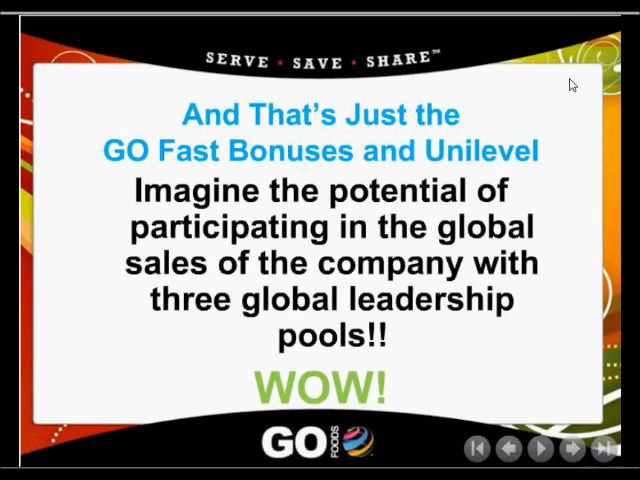 SERVE • SAVE • SHARE™
And That's Just the
GO Fast Bonuses and Unilevel
Imagine the potential of
participating in the global
sales of the company with
three global leadership
pools!!
WOW!
GO FOODS